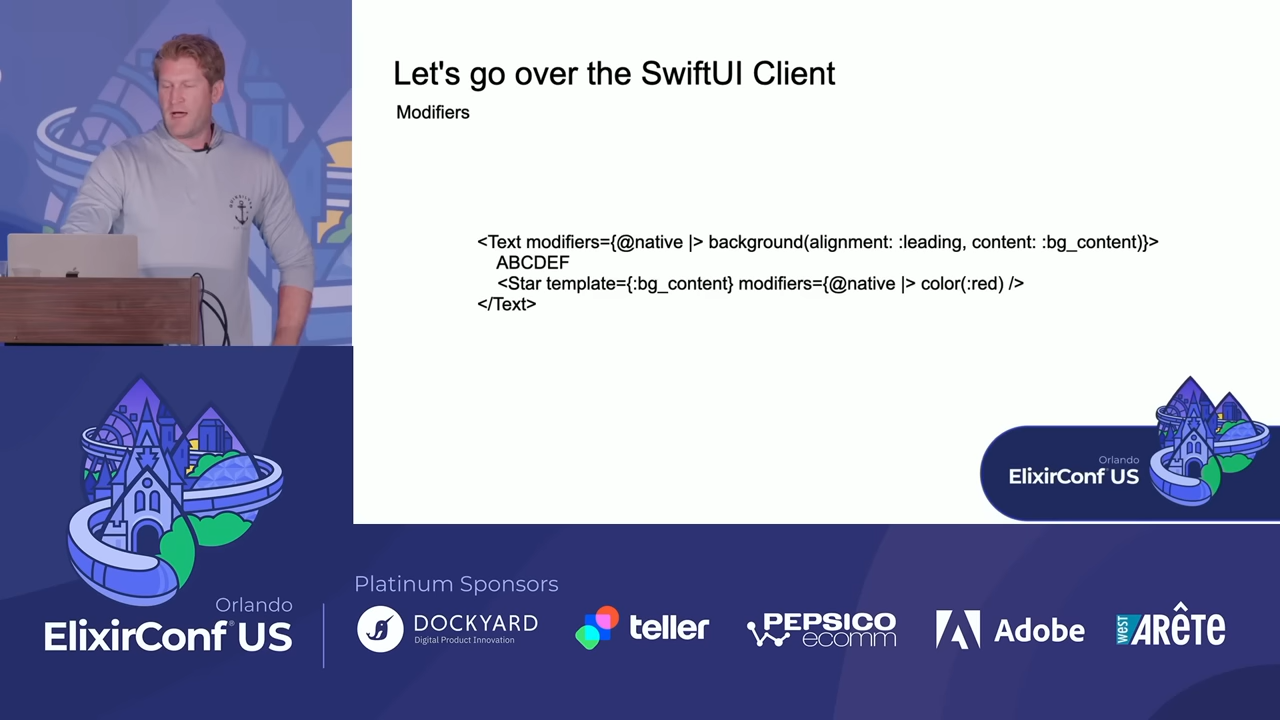 Let's go over the SwiftUI Client
Modifiers
<Text modifiers={@native |> background(alignment: :leading, content: :bg_content)}>
ABCDEF
<Star template={:bg_content} modifiers={@native |> color(:red) />
</Text>
Orlando
ElixirConf US
Platinum Sponsors
Orlando
ElixirConf® US
DOCKYARD
Digital Product Innovation
teller
PEPSICO
ecomm
Adobe
west ARÊTE